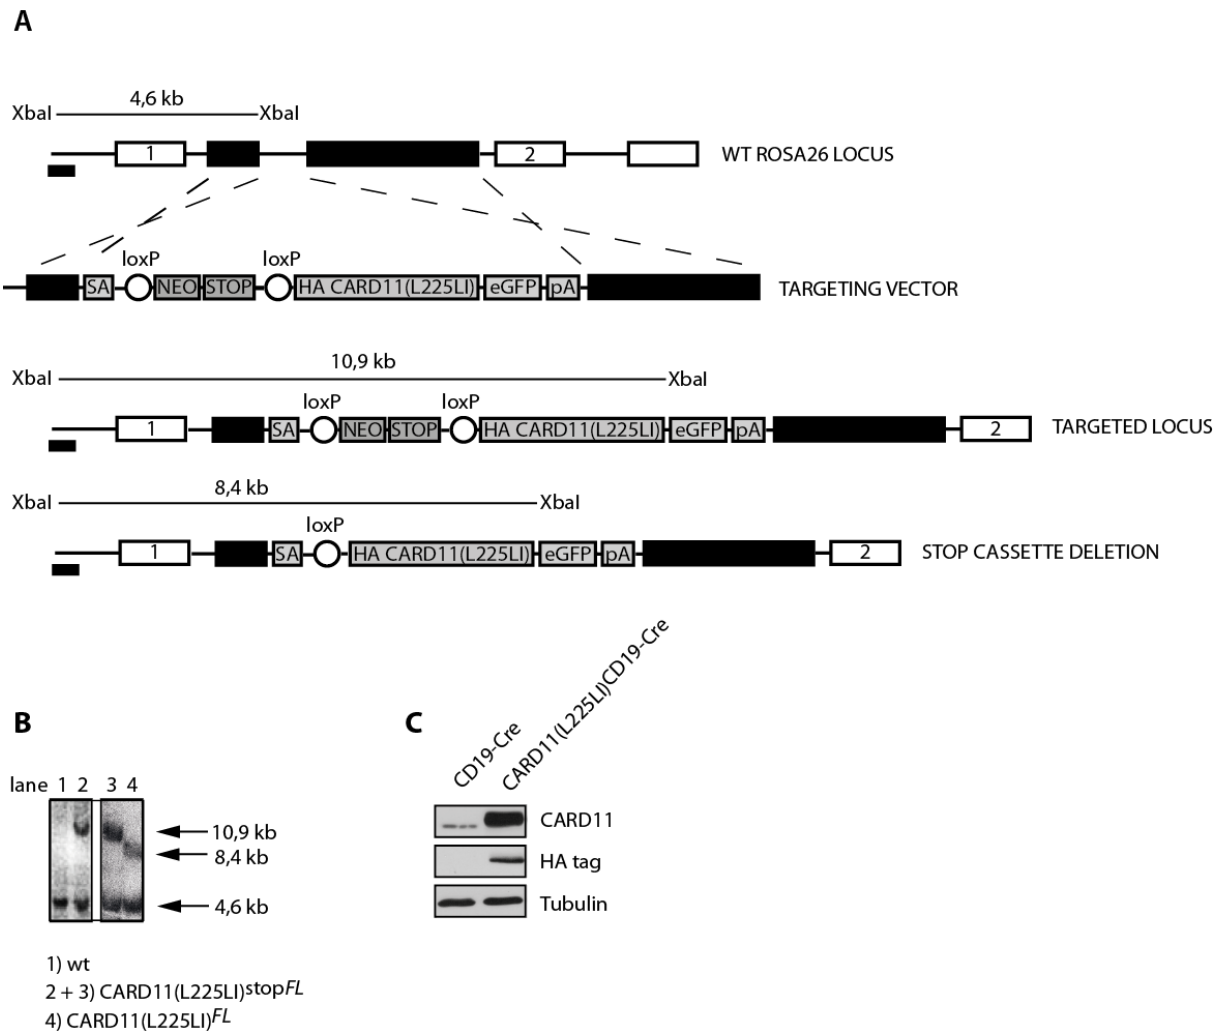 A
4,6 kb
XbaI XbaI
1 2 WT ROSA26 LOCUS
loxP loxP
SA NEO STOP HA CARD11(L225LI) eGFP pA TARGETING VECTOR
10,9 kb
XbaI XbaI
loxP loxP
1 SA NEO STOP HA CARD11(L225LI) eGFP pA 2 TARGETED LOCUS
8,4 kb
XbaI XbaI
loxP
1 SA HA CARD11(L225LI) eGFP pA 2 STOP CASSETTE DELETION
B
lane 1 2 3 4
10,9 kb
8,4 kb
4,6 kb
1) wt
2 + 3) CARD11(L225LI)stopFL
4) CARD11(L225LI)FL
C
CD19-Cre
CARD11(L225LI)CD19-Cre
CARD11
HA tag
Tubulin